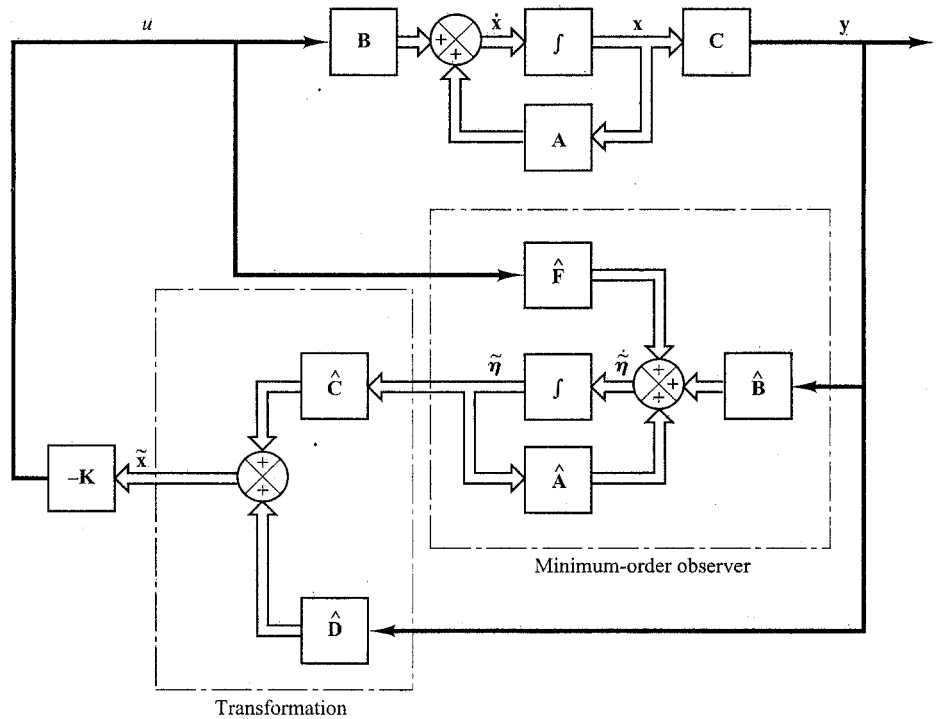 u
B
+
+
ẋ
∫
x
C
y
A
F̂
Ĉ
η̃
∫
η̃̇
+
+
+
B̂
−K
x̃
+
+
Â
Minimum-order observer
D̂
Transformation